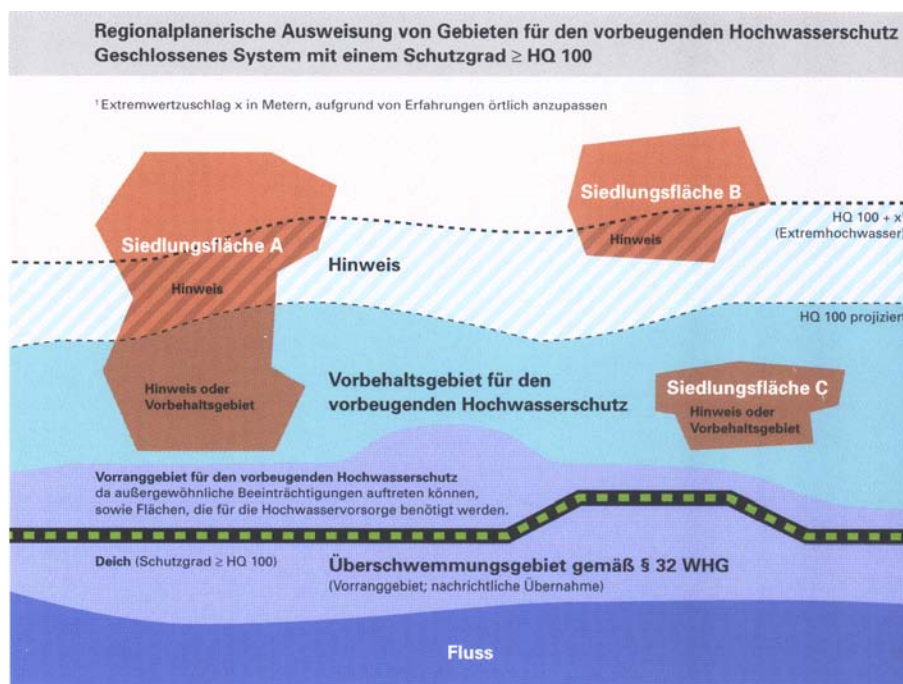 Regionalplanerische Ausweisung von Gebieten für den vorbeugenden Hochwasserschutz
Geschlossenes System mit einem Schutzgrad ≥ HQ 100
¹Extremwertzuschlag x in Metern, aufgrund von Erfahrungen örtlich anzupassen
Siedlungsfläche B
HQ 100 + x¹
(Extremhochwasser)
Siedlungsfläche A
Hinweis
Hinweis
Hinweis
HQ 100 projiziert
Hinweis oder
Vorbehaltsgebiet
Vorbehaltsgebiet für den
vorbeugenden Hochwasserschutz
Siedlungsfläche C
Hinweis oder
Vorbehaltsgebiet
Vorranggebiet für den vorbeugenden Hochwasserschutz
da außergewöhnliche Beeinträchtigungen auftreten können,
sowie Flächen, die für die Hochwasservorsorge benötigt werden.
Deich (Schutzgrad ≥ HQ 100)
Überschwemmungsgebiet gemäß § 32 WHG
(Vorranggebiet; nachrichtliche Übernahme)
Fluss